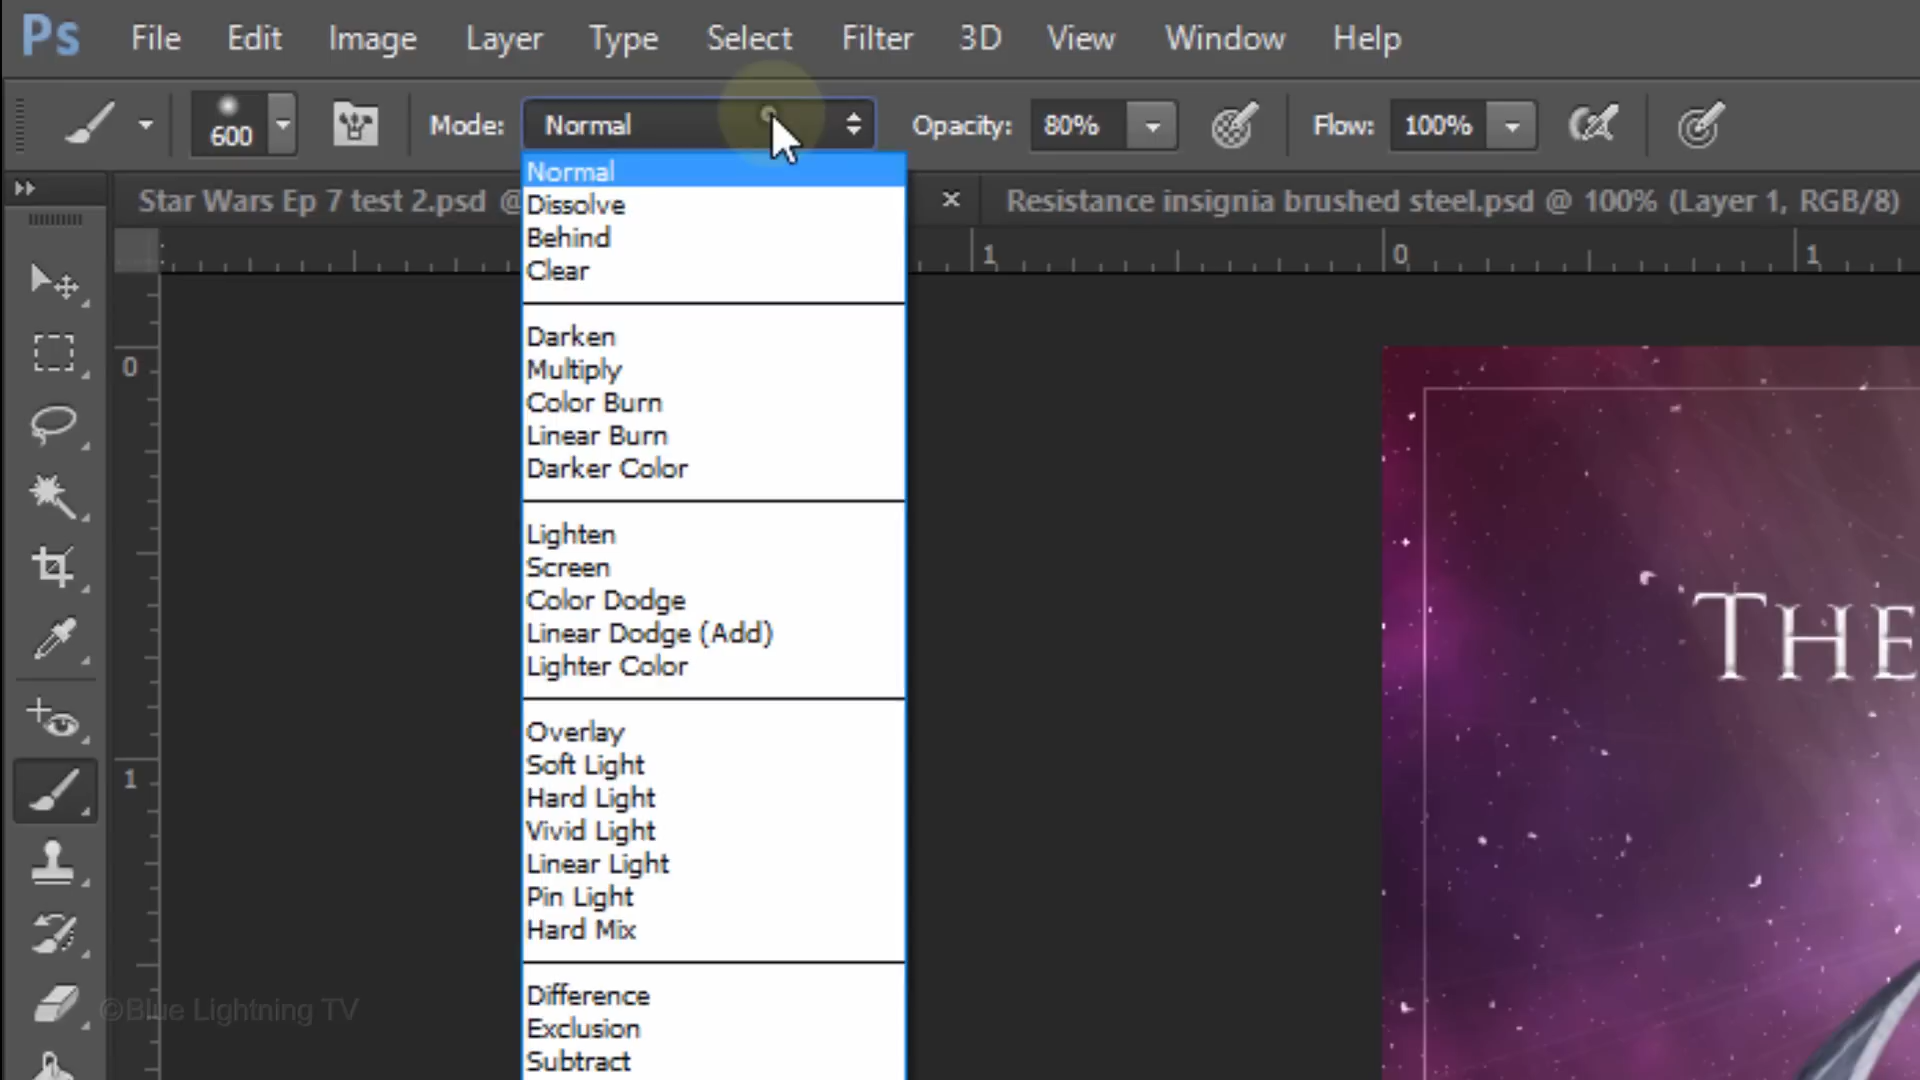 Ps File Edit Image Layer Type Select Filter 3D View Window Help
600 Mode: Normal Opacity: 80% Flow: 100%
Star Wars Ep 7 test 2.psd @ × Resistance insignia brushed steel.psd @ 100% (Layer 1, RGB/8)
1 0 1
0
1
Normal
Dissolve
Behind
Clear
Darken
Multiply
Color Burn
Linear Burn
Darker Color
Lighten
Screen
Color Dodge
Linear Dodge (Add)
Lighter Color
Overlay
Soft Light
Hard Light
Vivid Light
Linear Light
Pin Light
Hard Mix
Difference
Exclusion
Subtract
THE
©Blue Lightning TV